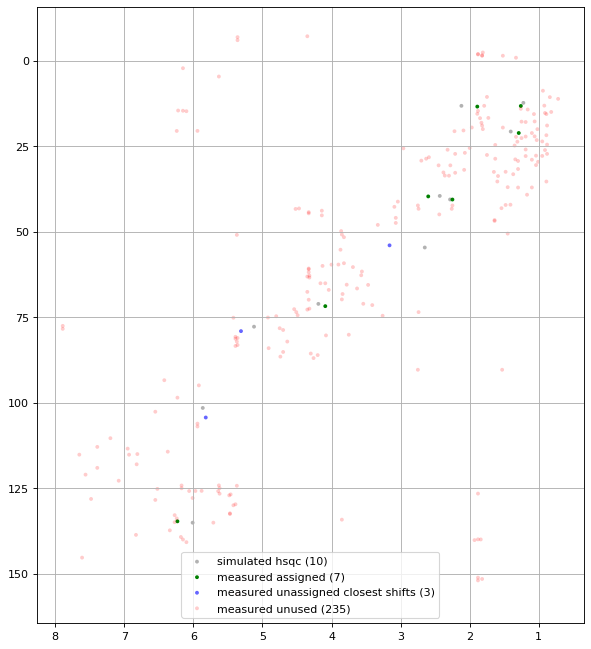 0
25
50
75
100
125
150
simulated hsqc (10)
measured assigned (7)
measured unassigned closest shifts (3)
measured unused (235)
8 7 6 5 4 3 2 1